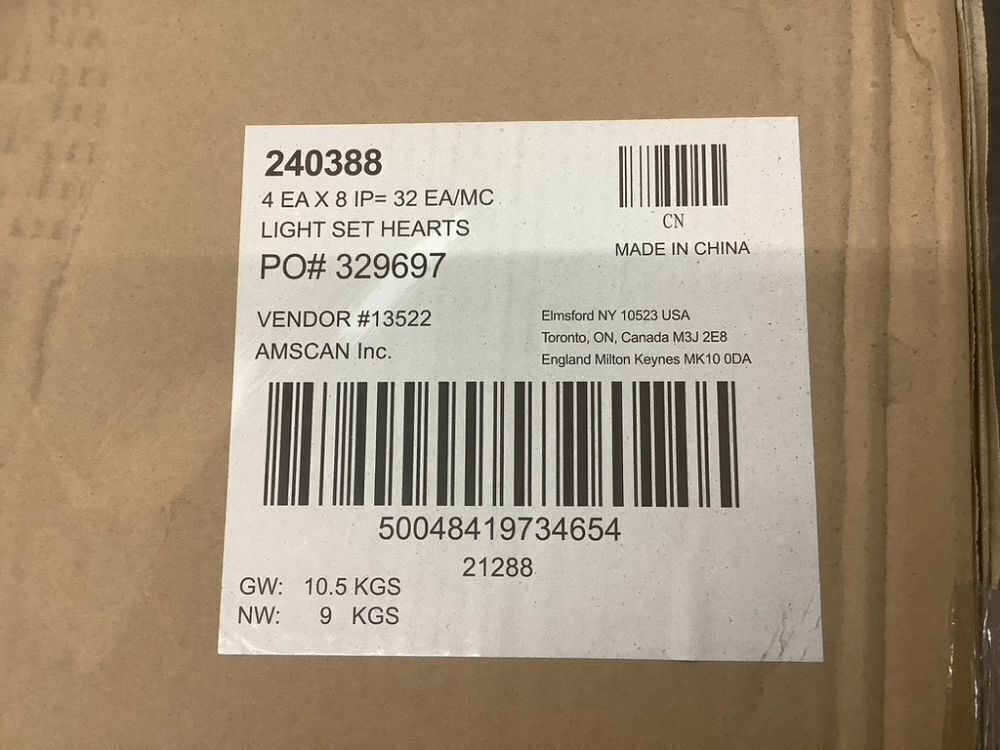 240388
4 EA X 8 IP= 32 EA/MC
LIGHT SET HEARTS
PO# 329697
CN
MADE IN CHINA
VENDOR #13522
AMSCAN Inc.
Elmsford NY 10523 USA
Toronto, ON, Canada M3J 2E8
England Milton Keynes MK10 0DA
50048419734654
21288
GW: 10.5 KGS
NW: 9 KGS